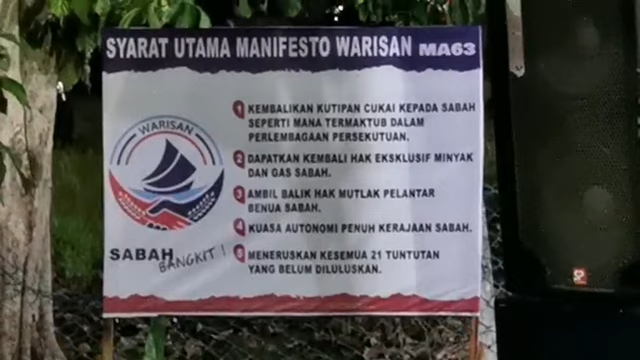 SYARAT UTAMA MANIFESTO WARISAN MA63
WARISAN
SABAH
BANGKIT !
1 KEMBALIKAN KUTIPAN CUKAI KEPADA SABAH
SEPERTI MANA TERMAKTUB DALAM
PERLEMBAGAAN PERSEKUTUAN.
2 DAPATKAN KEMBALI HAK EKSKLUSIF MINYAK
DAN GAS SABAH.
3 AMBIL BALIK HAK MUTLAK PELANTAR
BENUA SABAH.
4 KUASA AUTONOMI PENUH KERAJAAN SABAH.
5 MENERUSKAN KESEMUA 21 TUNTUTAN
YANG BELUM DILULUSKAN.